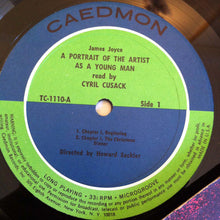 CAEDMON
James Joyce
A PORTRAIT OF THE ARTIST
AS A YOUNG MAN
read by
CYRIL CUSACK
TC-1110-A
Side 1
1. Chapter I, Beginning
2. Chapter I, The Christmas
Dinner
Directed by Howard Sackler
LONG PLAYING • 33⅓ RPM • MICROGROOVE